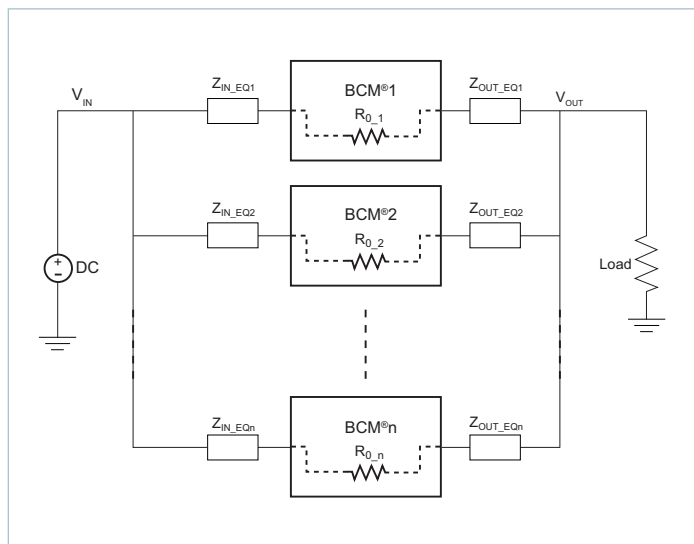 V_IN
Z_IN_EQ1
BCM®1
R_0_1
Z_OUT_EQ1
V_OUT
Z_IN_EQ2
BCM®2
R_0_2
Z_OUT_EQ2
+
-
DC
Load
Z_IN_EQn
BCM®n
R_0_n
Z_OUT_EQn